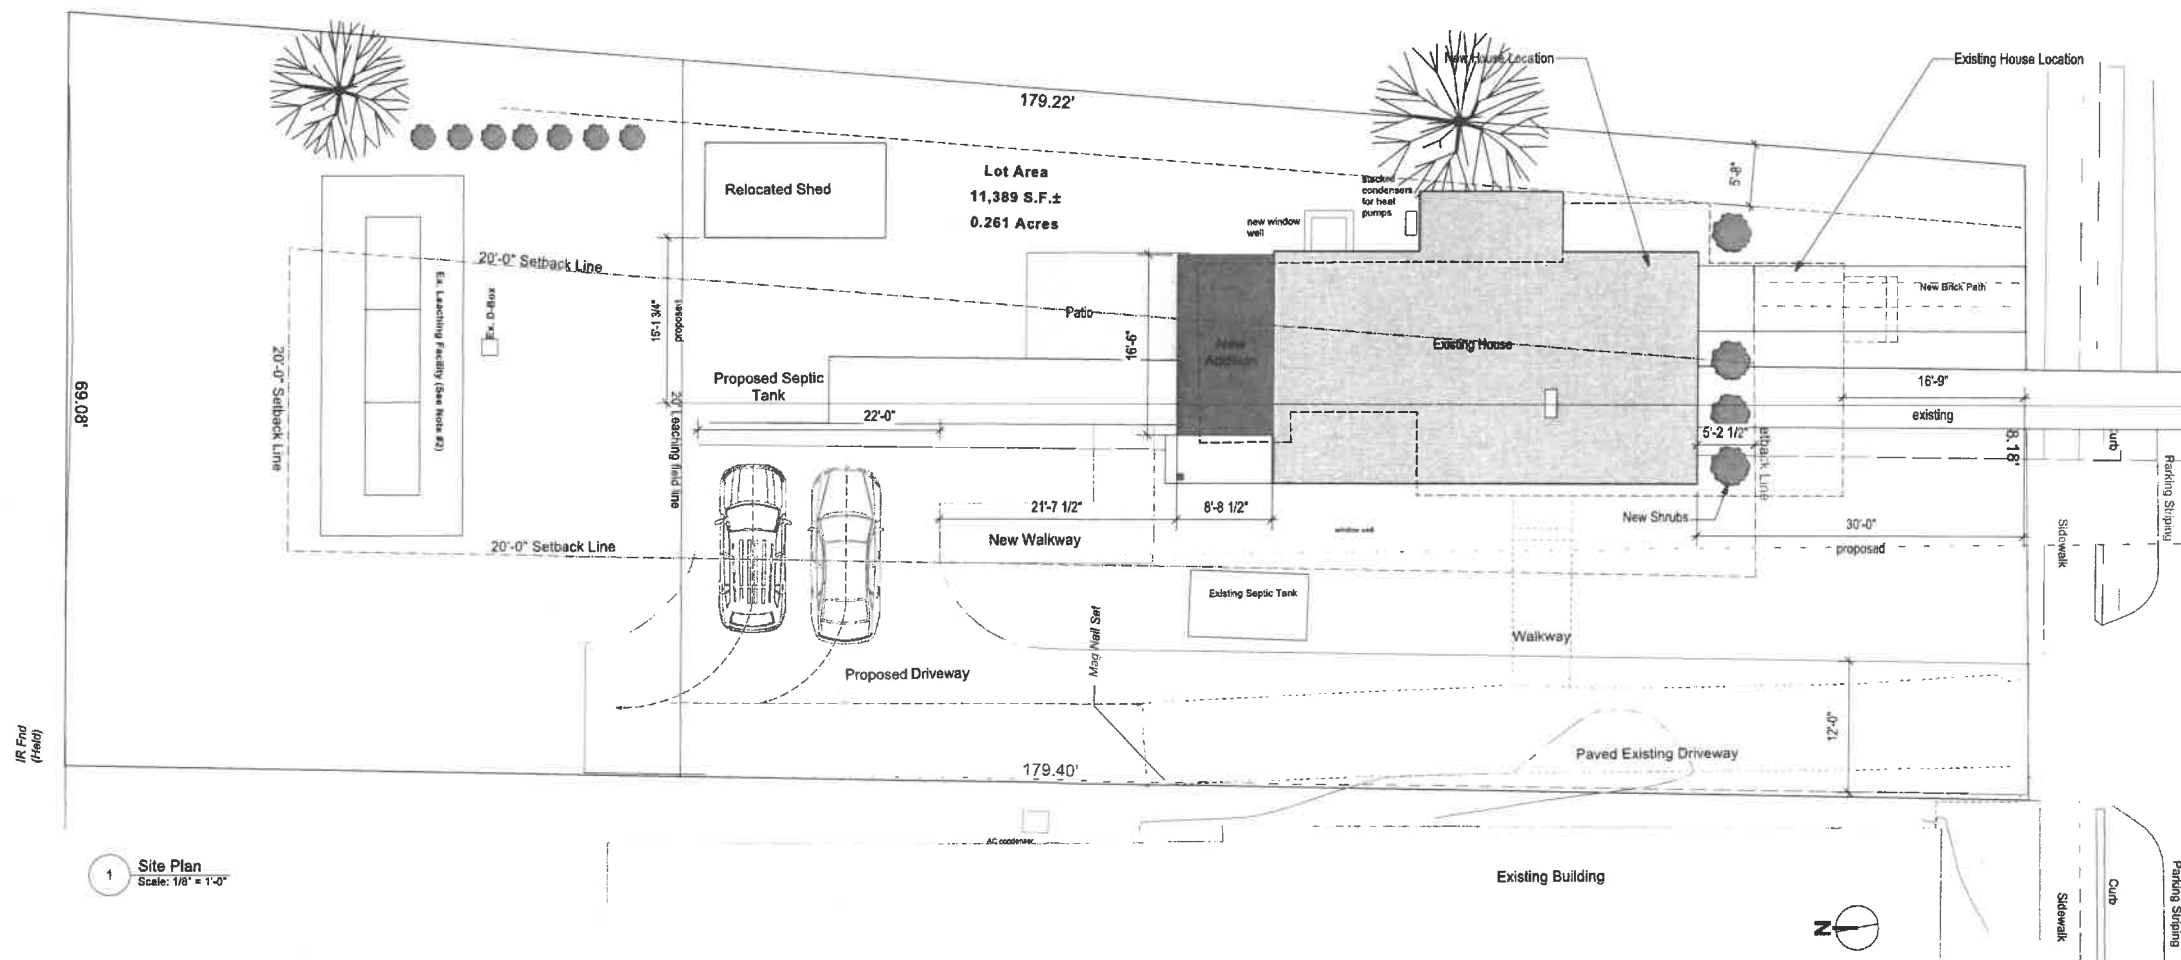 New House Location
Existing House Location
179.22'
Lot Area
11,389 S.F.±
0.261 Acres
Relocated Shed
stacked
condensers
for heat
pumps
new window
well
5'-8"
20'-0" Setback Line
Ex. Leaching Facility (See Note #2)
Ex. D-Box
20'-0" Setback Line
69.08'
15'-1 3/4"
proposed
20' Leaching field line
Patio
16'-6"
New
Addition
Existing House
New Brick Path
16'-9"
existing
Proposed Septic
Tank
22'-0"
5'-2 1/2"
etback Line
8.18'
curb
Parking Striping
21'-7 1/2"
8'-8 1/2"
New Walkway
window well
New Shrubs
30'-0"
proposed
Sidewalk
20'-0" Setback Line
Existing Septic Tank
Mag Nail Set
Walkway
Proposed Driveway
12'-0"
Paved Existing Driveway
IR Fnd
(Held)
179.40'
AC condenser
Existing Building
1
Site Plan
Scale: 1/8" = 1'-0"
N
Sidewalk
Curb
Parking Striping